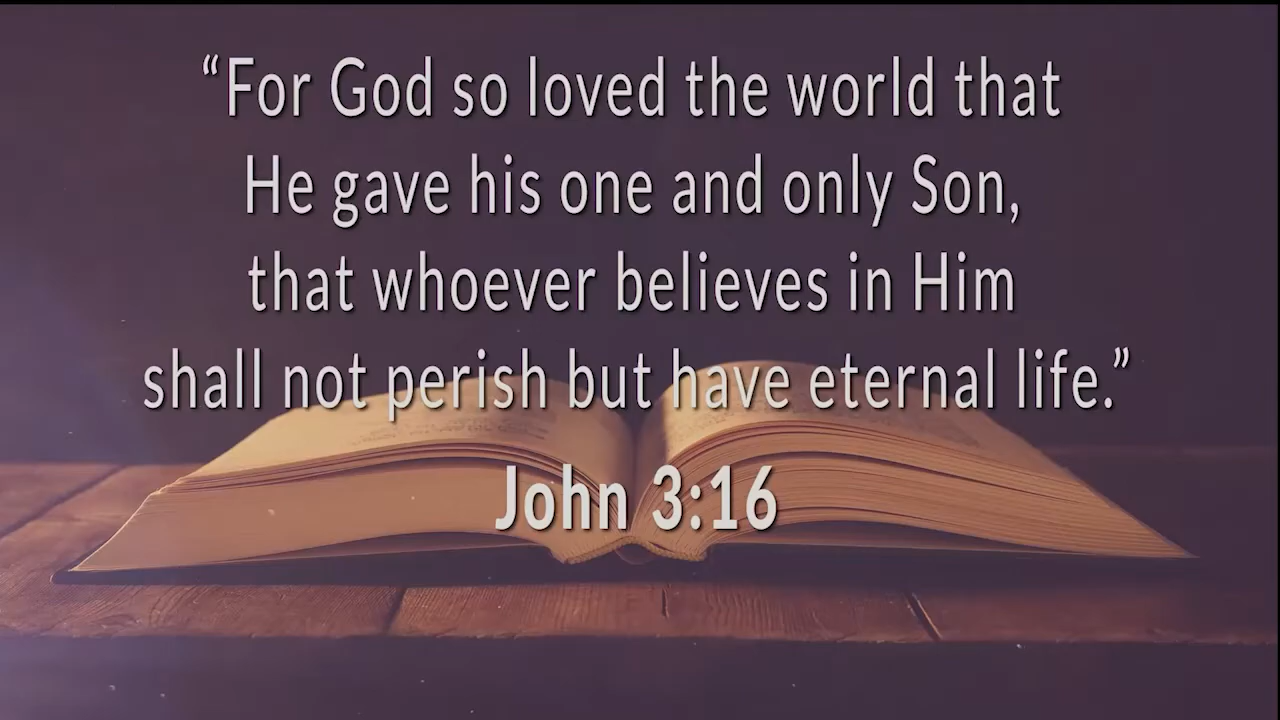 “For God so loved the world that
He gave his one and only Son,
that whoever believes in Him
shall not perish but have eternal life.”
John 3:16